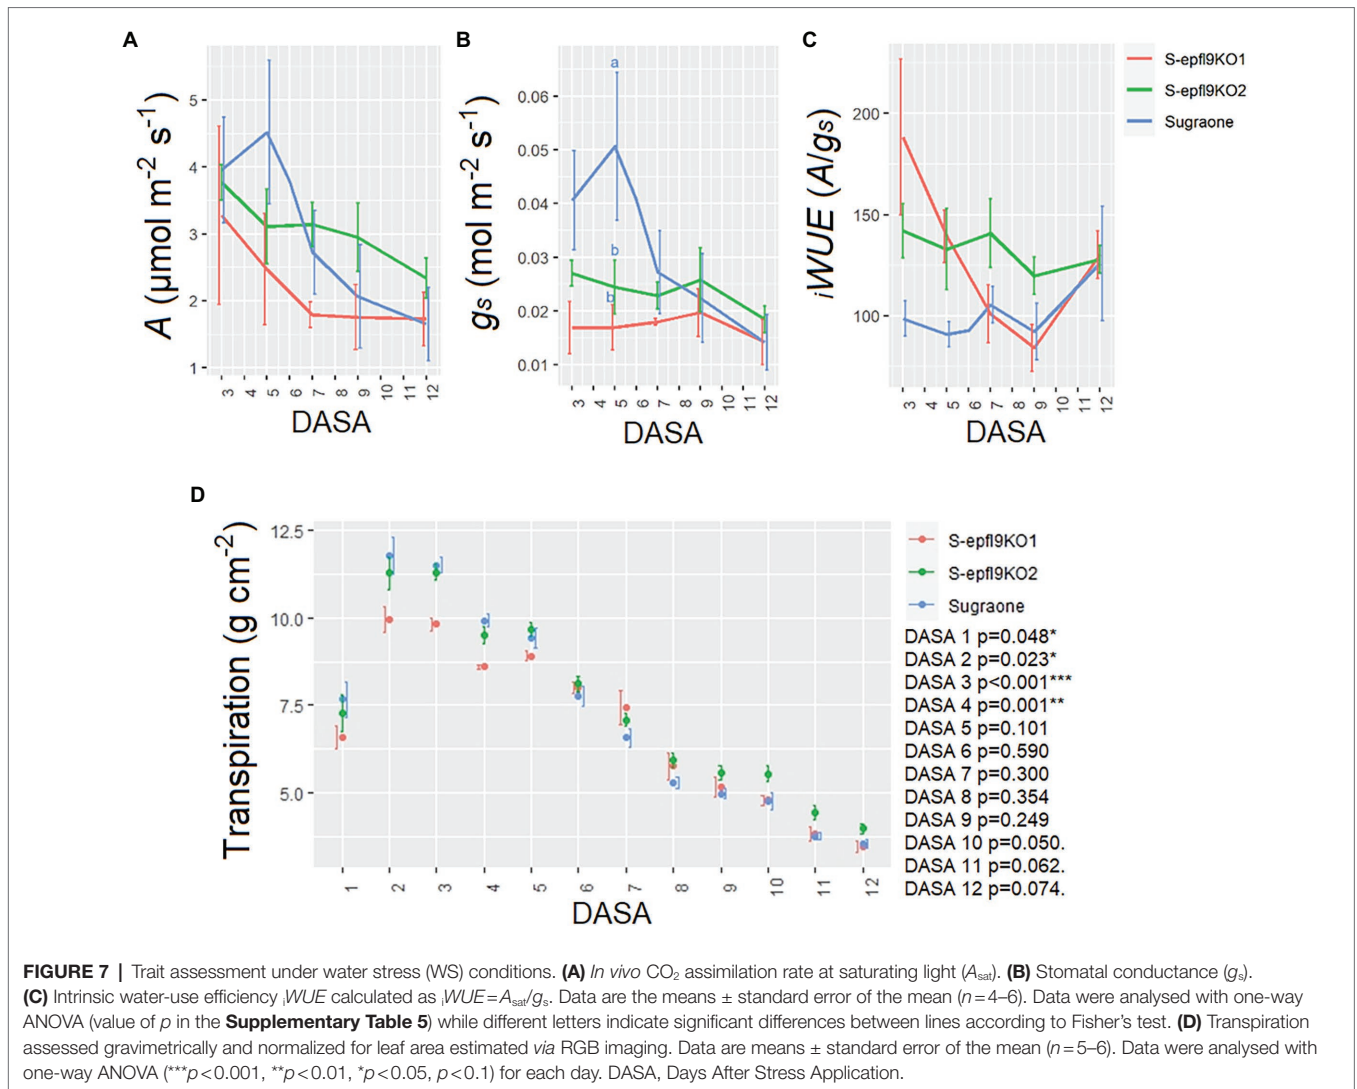 A
B
C
A (µmol m⁻² s⁻¹)
5
4
3
2
1
3 4 5 6 7 8 9 10 11 12
DASA
gs (mol m⁻² s⁻¹)
0.06
0.05
0.04
0.03
0.02
0.01
a
b
b
3 4 5 6 7 8 9 10 11 12
DASA
iWUE (A/gs)
200
150
100
3 4 5 6 7 8 9 10 11 12
DASA
S-epfl9KO1
S-epfl9KO2
Sugraone
D
Transpiration (g cm⁻²)
12.5
10.0
7.5
5.0
1 2 3 4 5 6 7 8 9 10 11 12
DASA
S-epfl9KO1
S-epfl9KO2
Sugraone
DASA 1 p=0.048*
DASA 2 p=0.023*
DASA 3 p<0.001***
DASA 4 p=0.001**
DASA 5 p=0.101
DASA 6 p=0.590
DASA 7 p=0.300
DASA 8 p=0.354
DASA 9 p=0.249
DASA 10 p=0.050.
DASA 11 p=0.062.
DASA 12 p=0.074.
FIGURE 7 | Trait assessment under water stress (WS) conditions. (A) In vivo CO₂ assimilation rate at saturating light (Asat). (B) Stomatal conductance (gs).
(C) Intrinsic water-use efficiency iWUE calculated as iWUE=Asat/gs. Data are the means ± standard error of the mean (n=4–6). Data were analysed with one-way
ANOVA (value of p in the Supplementary Table 5) while different letters indicate significant differences between lines according to Fisher's test. (D) Transpiration
assessed gravimetrically and normalized for leaf area estimated via RGB imaging. Data are means ± standard error of the mean (n=5–6). Data were analysed with
one-way ANOVA (***p<0.001, **p<0.01, *p<0.05, p<0.1) for each day. DASA, Days After Stress Application.